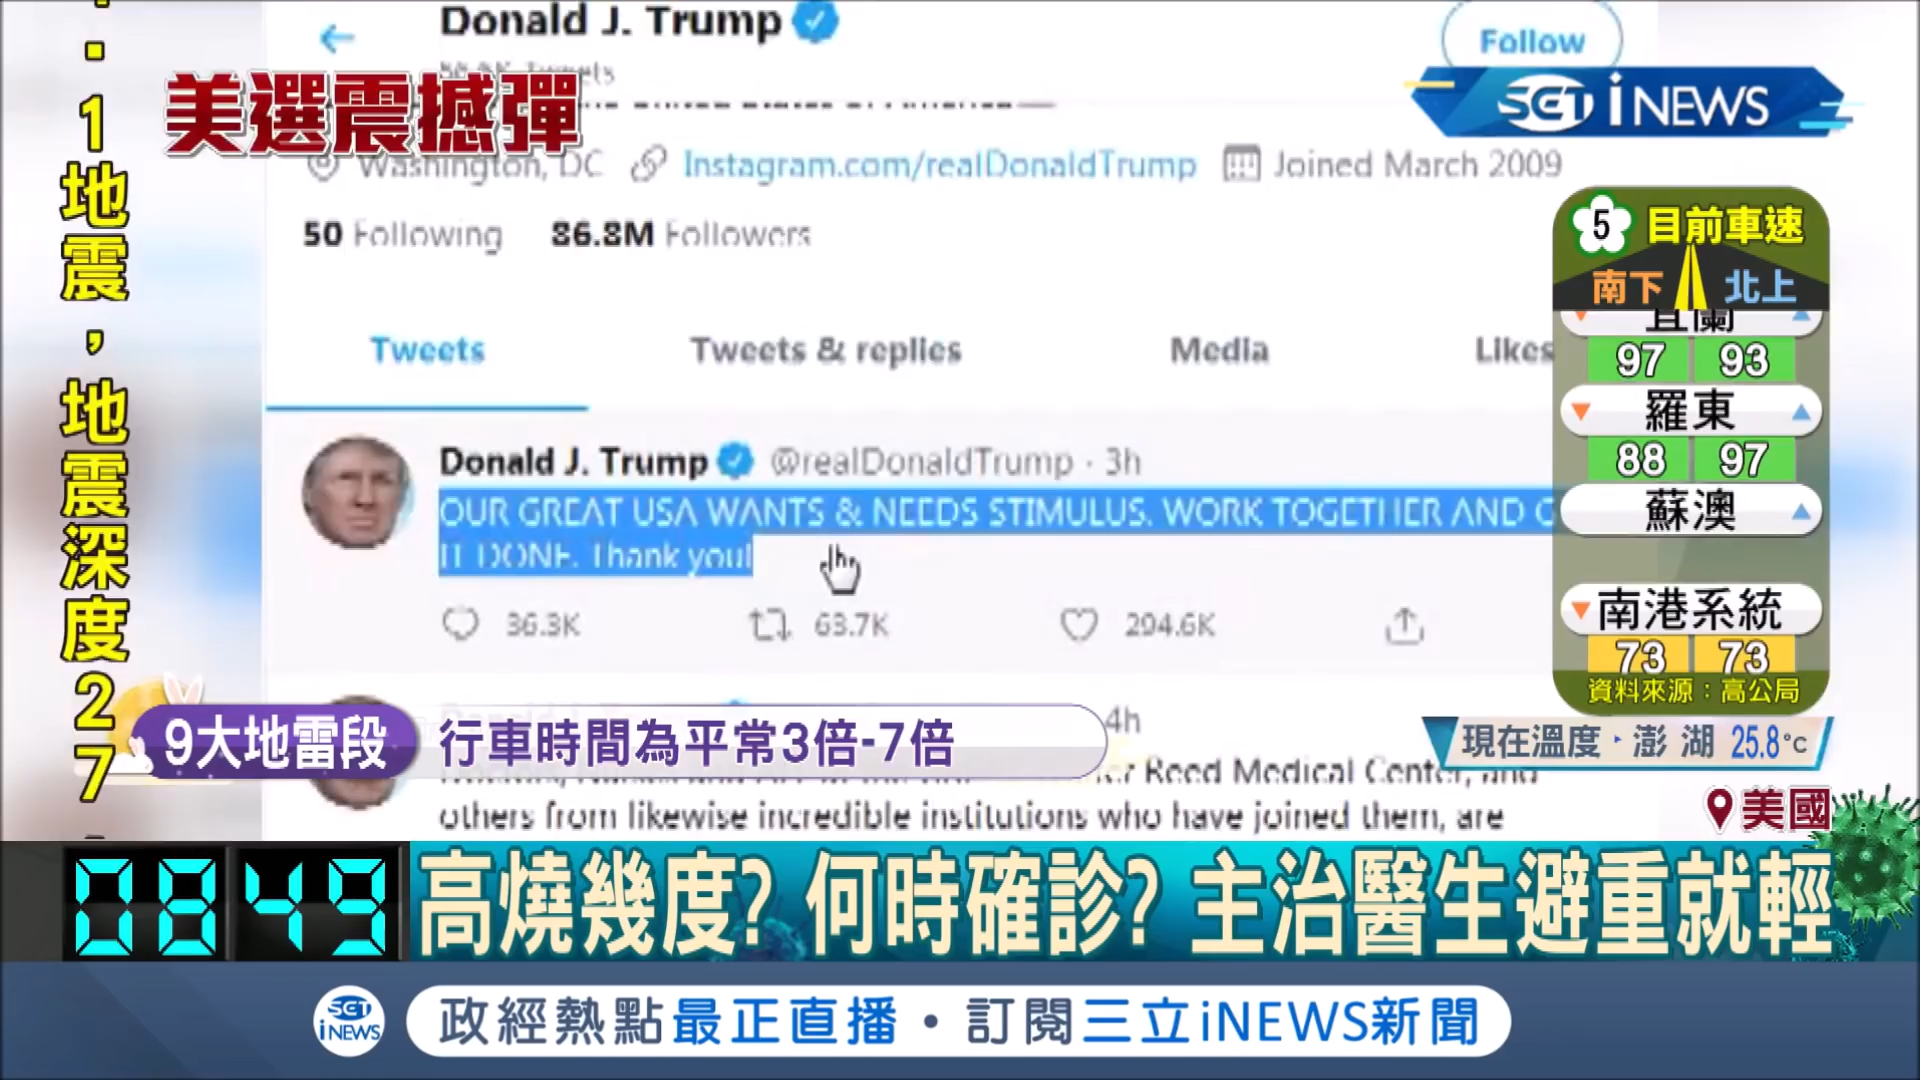 Donald J. Trump
Follow
Tweets
美選震撼彈
SET iNEWS
Washington, DC
Instagram.com/realDonaldTrump
Joined March 2009
50 Following
86.8M Followers
Tweets
Tweets & replies
Media
Likes
Donald J. Trump @realDonaldTrump · 3h
OUR GREAT USA WANTS & NEEDS STIMULUS. WORK TOGETHER AND
IT DONE. Thank you!
36.3K
63.7K
294.6K
4h
Reed Medical Center, and
others from likewise incredible institutions who have joined them, are
1地震，地震深度27
5 目前車速
南下 北上
宜蘭
97 93
羅東
88 97
蘇澳
南港系統
73 73
資料來源：高公局
9大地雷段
行車時間為平常3倍-7倍
現在溫度 澎湖 25.8°C
美國
08 49
高燒幾度? 何時確診? 主治醫生避重就輕
SET iNEWS
政經熱點最正直播・訂閱三立iNEWS新聞